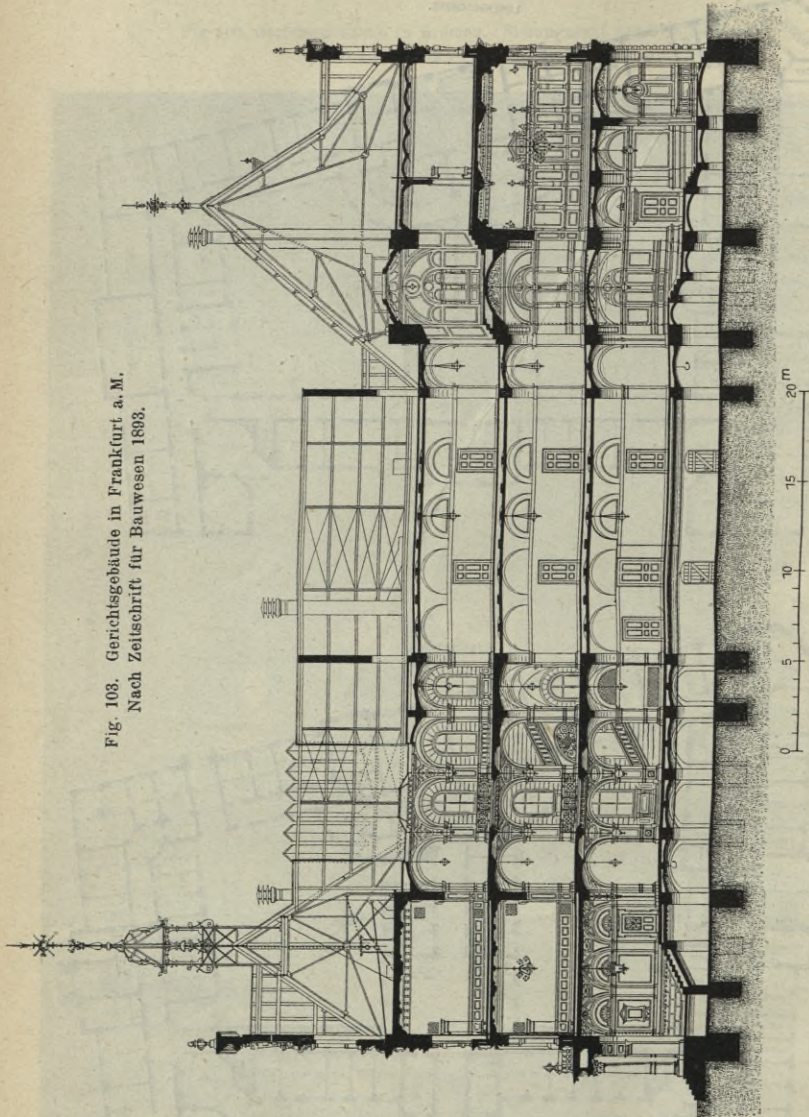 Fig. 103. Gerichtsgebäude in Frankfurt a. M.
Nach Zeitschrift für Bauwesen 1893.
0 5 10 15 20 m